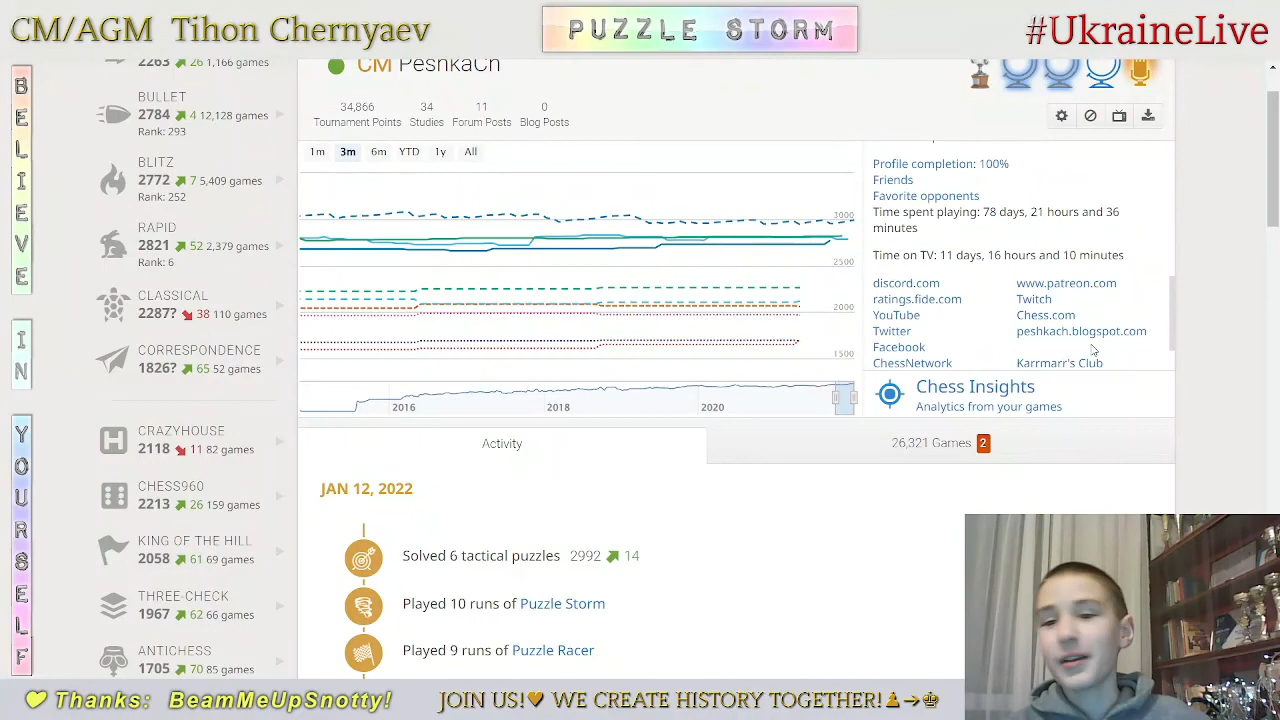 CM/AGM Tihon Chernyaev
PUZZLE STORM
#UkraineLive
BELIEVE
IN
YOURSELF
2263 26 1,166 games
BULLET
2784 4 12,128 games
Rank: 293
BLITZ
2772 7 5,409 games
Rank: 252
RAPID
2821 52 2,379 games
Rank: 6
CLASSICAL
2287? 38 110 games
CORRESPONDENCE
1826? 65 52 games
CRAZYHOUSE
2118 11 82 games
CHESS960
2213 26 159 games
KING OF THE HILL
2058 61 69 games
THREE-CHECK
1967 62 66 games
ANTICHESS
1705 70 85 games
CM PeshkaCh
34,866 34 11 0
Tournament Points Studies Forum Posts Blog Posts
1m 3m 6m YTD 1y All
3000
2500
2000
1500
2016 2018 2020
Profile completion: 100%
Friends
Favorite opponents
Time spent playing: 78 days, 21 hours and 36
minutes
Time on TV: 11 days, 16 hours and 10 minutes
discord.com www.patreon.com
ratings.fide.com Twitch
YouTube Chess.com
Twitter peshkach.blogspot.com
Facebook
ChessNetwork Karrmarr's Club
Chess Insights
Analytics from your games
Activity
26,321 Games 2
JAN 12, 2022
Solved 6 tactical puzzles 2992 14
Played 10 runs of Puzzle Storm
Played 9 runs of Puzzle Racer
Thanks: BeamMeUpSnotty!
JOIN US! WE CREATE HISTORY TOGETHER!